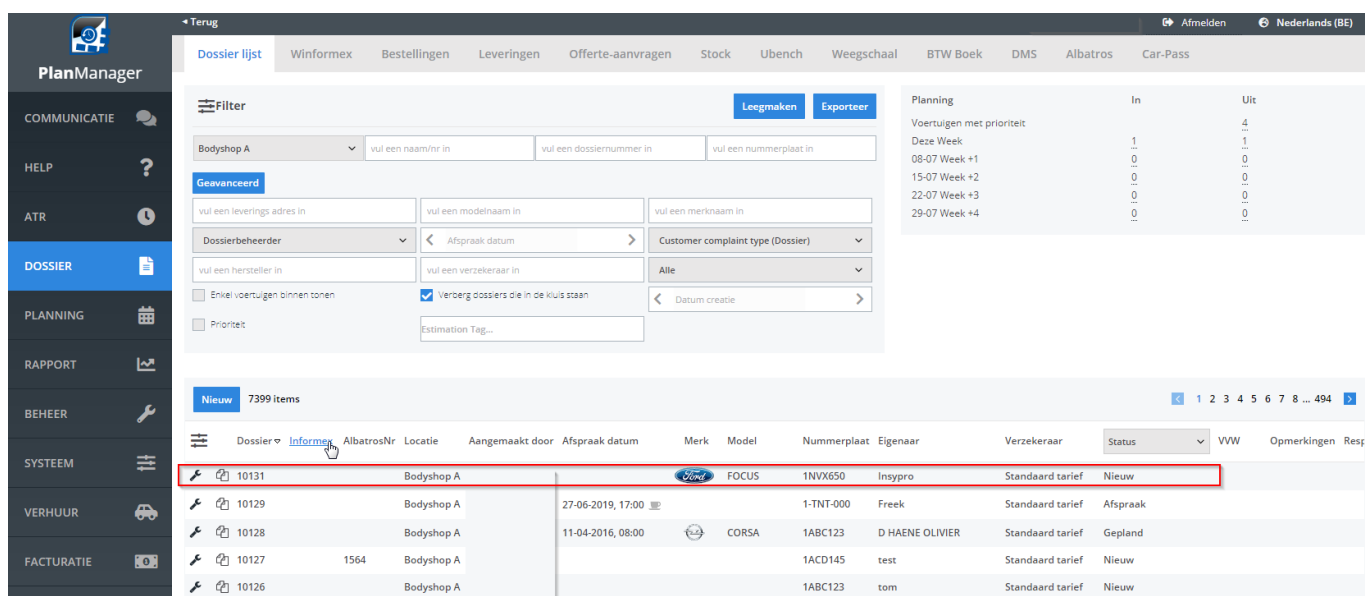 Terug
Afmelden Nederlands (BE)
PlanManager
Dossier lijst Winformex Bestellingen Leveringen Offerte-aanvragen Stock Ubench Weegschaal BTW Boek DMS Albatros Car-Pass
COMMUNICATIE
HELP
ATR
DOSSIER
PLANNING
RAPPORT
BEHEER
SYSTEEM
VERHUUR
FACTURATIE
Filter Leegmaken Exporteer
Bodyshop A vul een naam/nr in vul een dossiernummer in vul een nummerplaat in
Geavanceerd
vul een leverings adres in vul een modelnaam in vul een merknaam in
Dossierbeheerder Afspraak datum Customer complaint type (Dossier)
vul een hersteller in vul een verzekeraar in Alle
Enkel voertuigen binnen tonen Verberg dossiers die in de kluis staan Datum creatie
Prioriteit Estimation Tag...
Planning In Uit
Voertuigen met prioriteit 4
Deze Week 1 1
08-07 Week +1 0 0
15-07 Week +2 0 0
22-07 Week +3 0 0
29-07 Week +4 0 0
Nieuw 7399 items 1 2 3 4 5 6 7 8 ... 494
Dossier Informex AlbatrosNr Locatie Aangemaakt door Afspraak datum Merk Model Nummerplaat Eigenaar Verzekeraar Status VVW Opmerkingen Resp
10131 Bodyshop A Ford FOCUS 1NVX650 Insypro Standaard tarief Nieuw
10129 Bodyshop A 27-06-2019, 17:00 1-TNT-000 Freek Standaard tarief Afspraak
10128 Bodyshop A 11-04-2016, 08:00 CORSA 1ABC123 D HAENE OLIVIER Standaard tarief Gepland
10127 1564 Bodyshop A 1ACD145 test Standaard tarief Nieuw
10126 Bodyshop A 1ABC123 tom Standaard tarief Nieuw